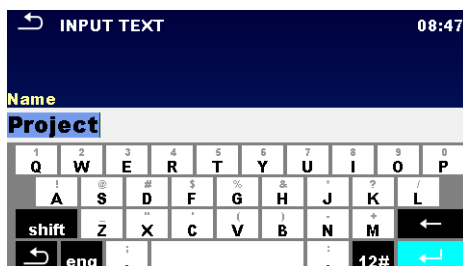 INPUT TEXT 08:47
Name
Project
1 2 3 4 5 6 7 8 9 0
Q W E R T Y U I O P
! @ # $ % & * ? /
A S D F G H J K L
_ " ' ( ) - +
shift Z X C V B N M ←
; :
eng , . 12#